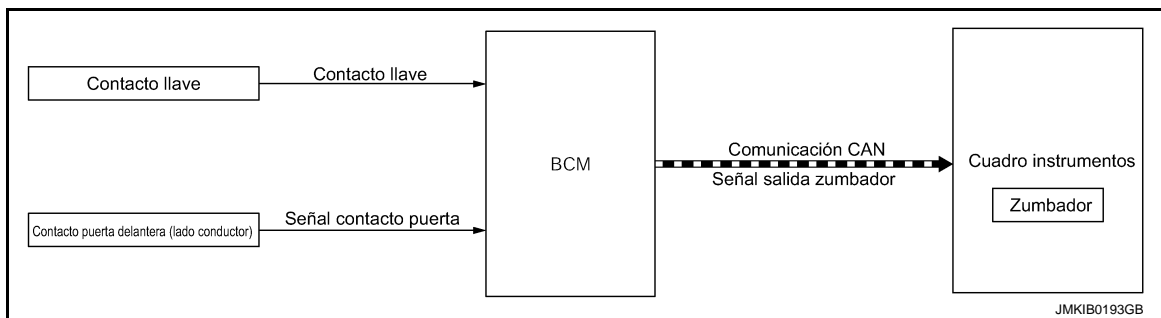 Contacto llave
Contacto llave
BCM
Comunicación CAN
Señal salida zumbador
Cuadro instrumentos
Zumbador
Contacto puerta delantera (lado conductor)
Señal contacto puerta
JMKIB0193GB